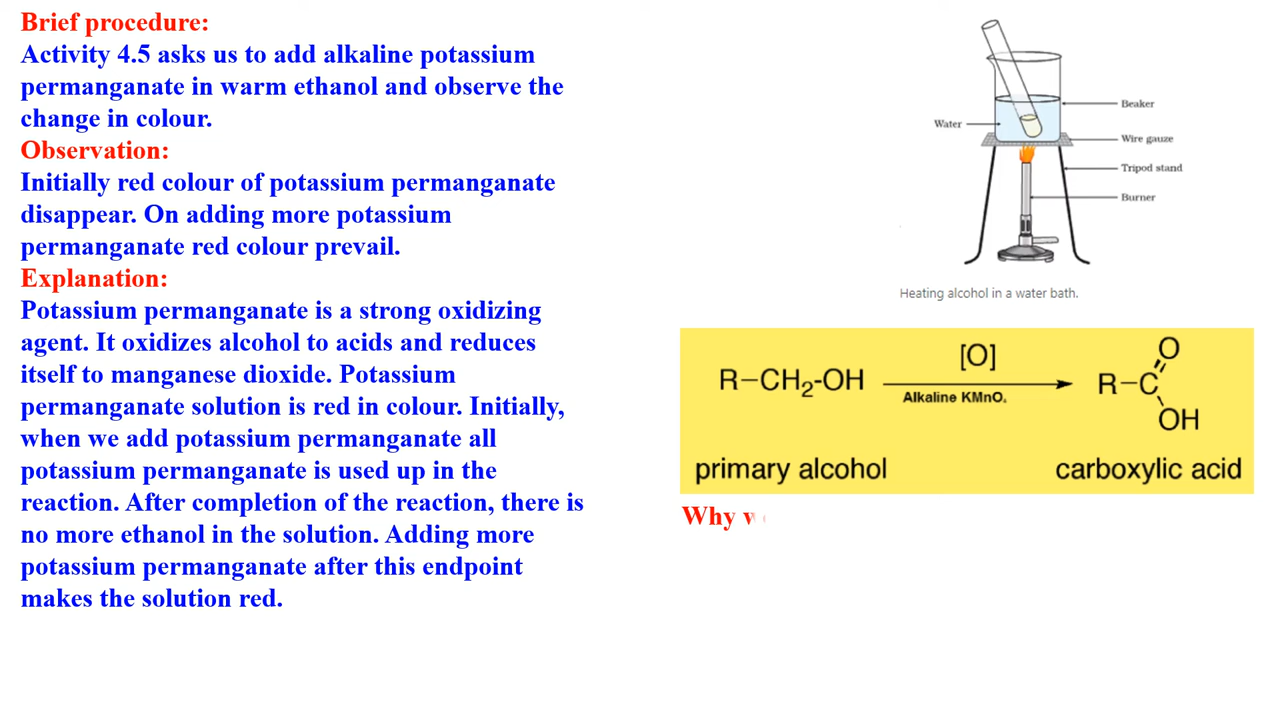 Brief procedure:
Activity 4.5 asks us to add alkaline potassium
permanganate in warm ethanol and observe the
change in colour.
Observation:
Initially red colour of potassium permanganate
disappear. On adding more potassium
permanganate red colour prevail.
Explanation:
Potassium permanganate is a strong oxidizing
agent. It oxidizes alcohol to acids and reduces
itself to manganese dioxide. Potassium
permanganate solution is red in colour. Initially,
when we add potassium permanganate all
potassium permanganate is used up in the
reaction. After completion of the reaction, there is
no more ethanol in the solution. Adding more
potassium permanganate after this endpoint
makes the solution red.
Beaker
Water
Wire gauze
Tripod stand
Burner
Heating alcohol in a water bath.
[O]
R–CH₂-OH
Alkaline KMnO₄
R–C
O
OH
primary alcohol
carboxylic acid
Why